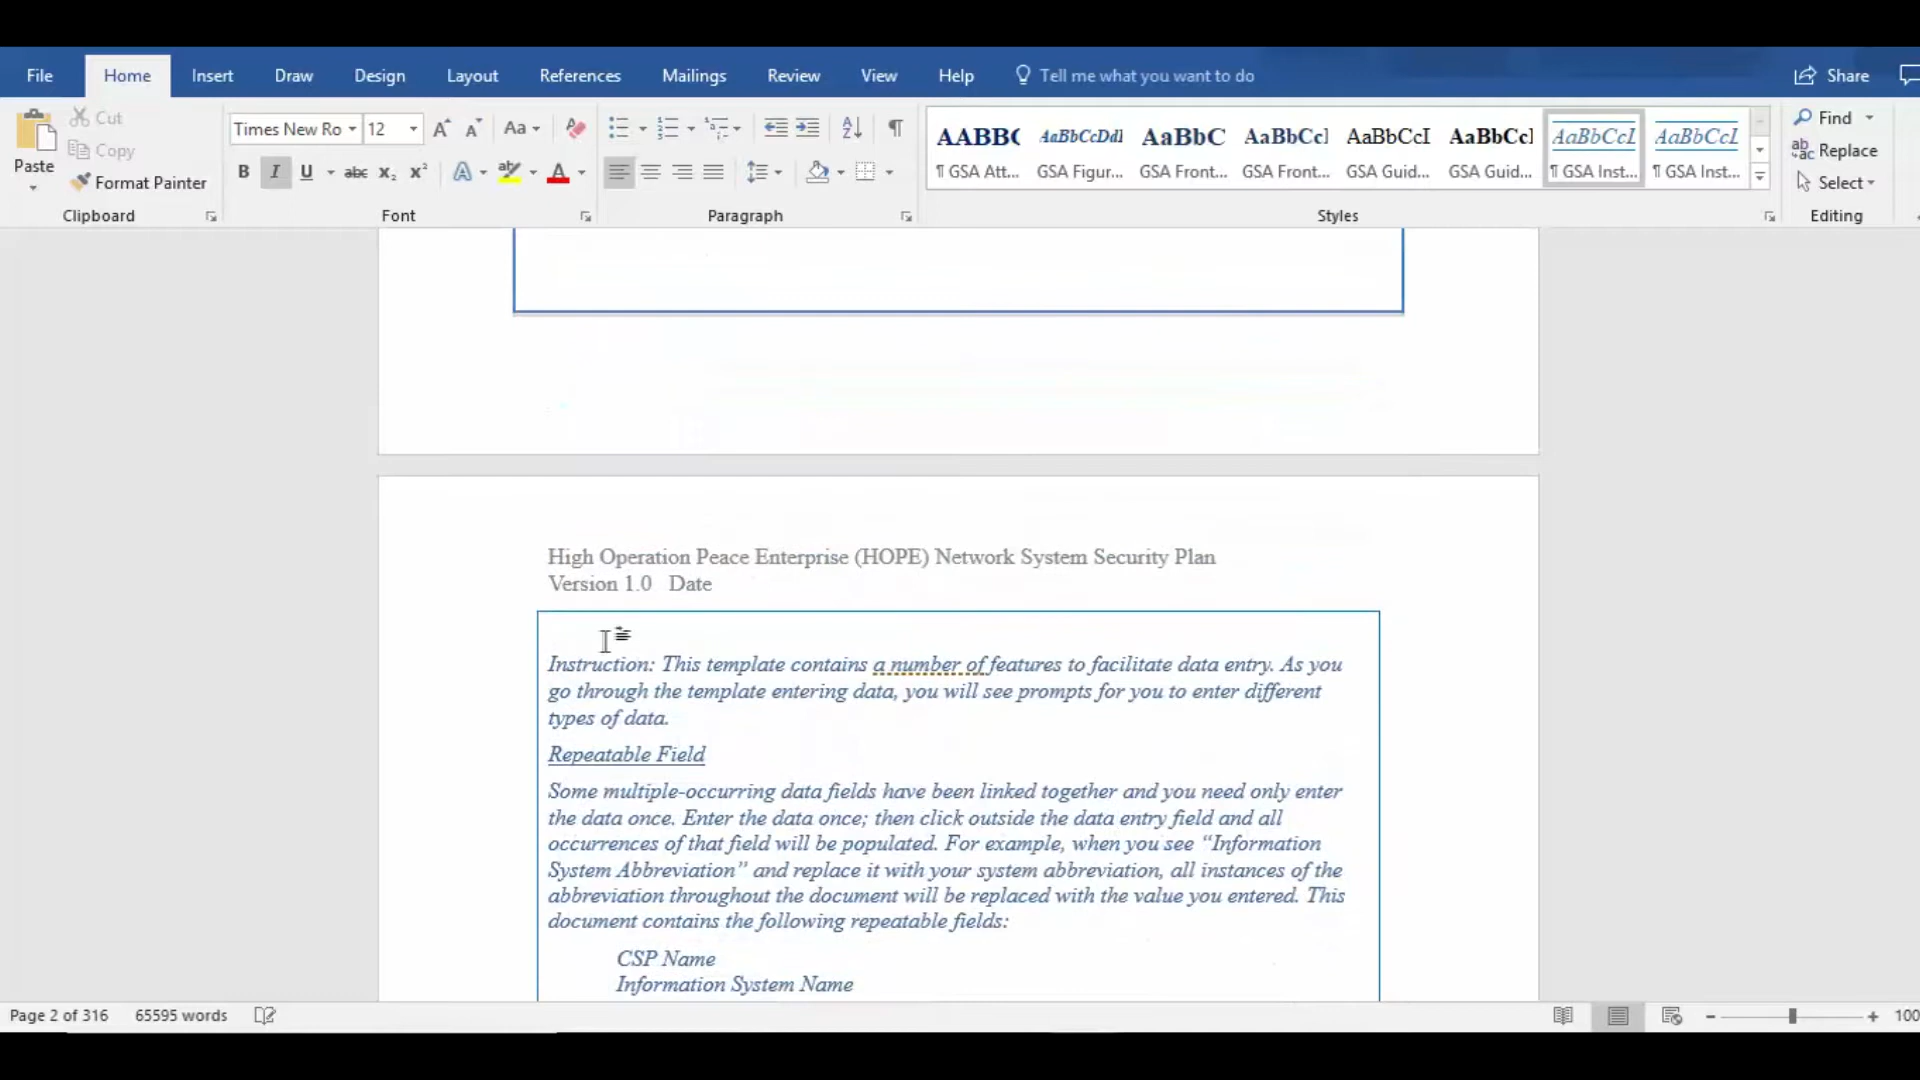 File Home Insert Draw Design Layout References Mailings Review View Help Tell me what you want to do Share
Paste Cut Copy Format Painter
Times New Ro 12 Aa
B I U abc X₂ X² A ab A
AABBC AaBbCcDdI AaBbC AaBbCcI AaBbCcI AaBbCcI AaBbCcL AaBbCcL
¶ GSA Att... GSA Figur... GSA Front... GSA Front... GSA Guid... GSA Guid... ¶ GSA Inst... ¶ GSA Inst...
Find
Replace
Select
Clipboard Font Paragraph Styles Editing
High Operation Peace Enterprise (HOPE) Network System Security Plan
Version 1.0 Date
Instruction: This template contains a number of features to facilitate data entry. As you
go through the template entering data, you will see prompts for you to enter different
types of data.
Repeatable Field
Some multiple-occurring data fields have been linked together and you need only enter
the data once. Enter the data once; then click outside the data entry field and all
occurrences of that field will be populated. For example, when you see “Information
System Abbreviation” and replace it with your system abbreviation, all instances of the
abbreviation throughout the document will be replaced with the value you entered. This
document contains the following repeatable fields:
CSP Name
Information System Name
Page 2 of 316 65595 words 100